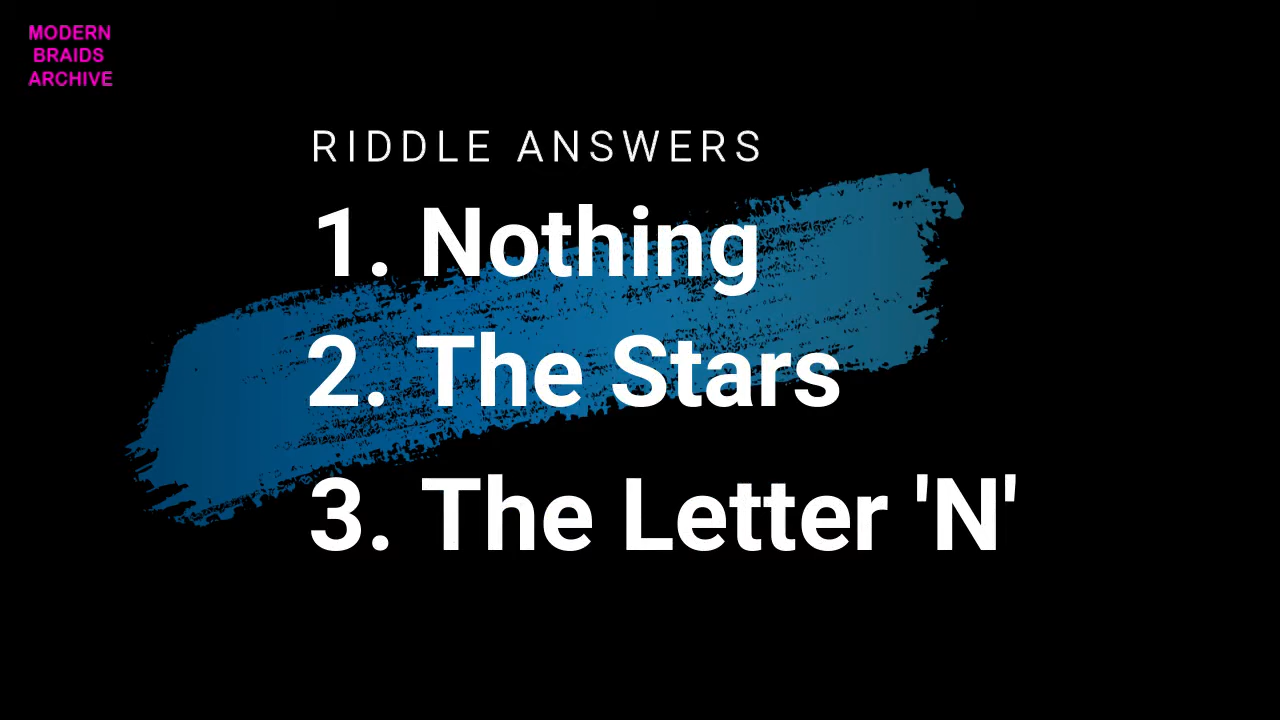 MODERN
BRAIDS
ARCHIVE
RIDDLE ANSWERS
1. Nothing
2. The Stars
3. The Letter 'N'